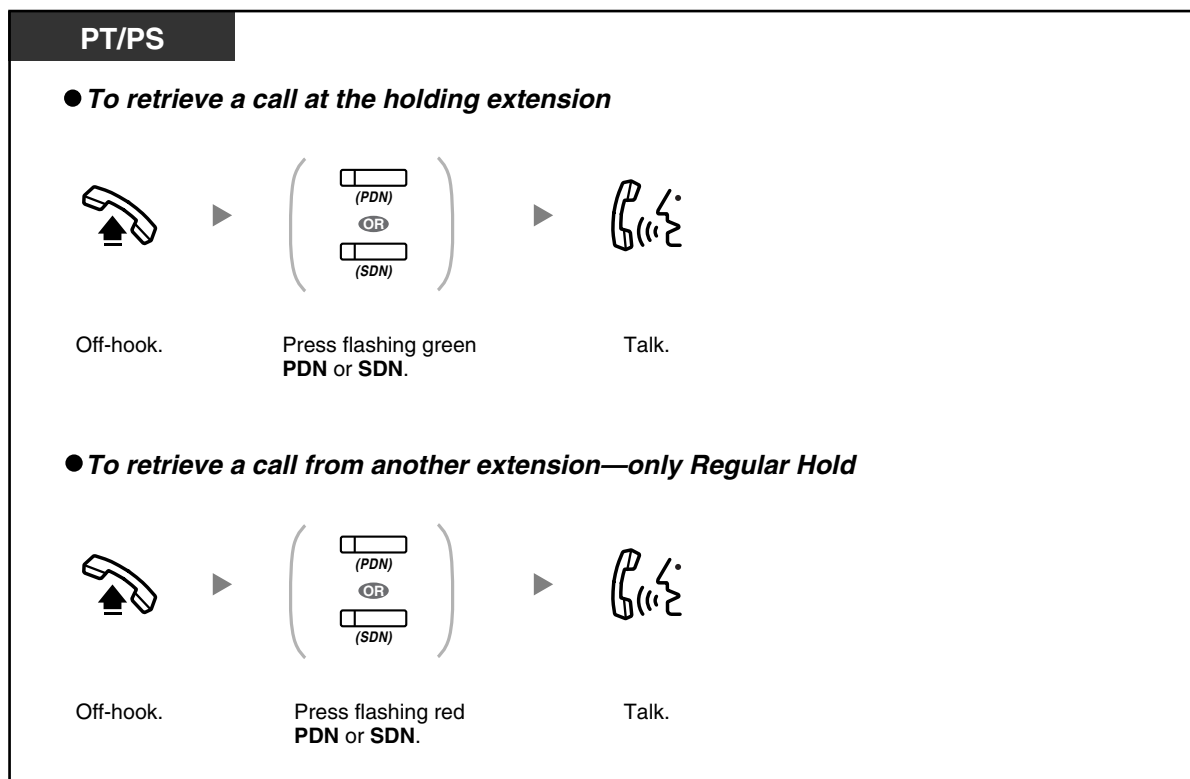 PT/PS
● To retrieve a call at the holding extension
(PDN)
OR
(SDN)
Off-hook.
Press flashing green
PDN or SDN.
Talk.
● To retrieve a call from another extension—only Regular Hold
(PDN)
OR
(SDN)
Off-hook.
Press flashing red
PDN or SDN.
Talk.